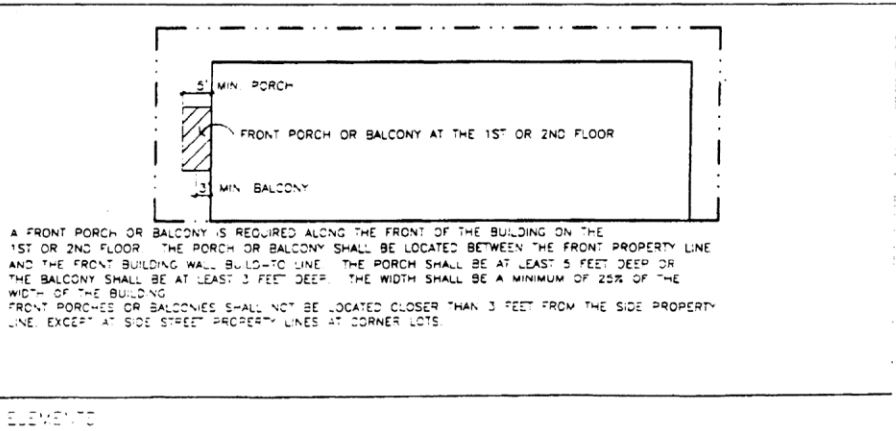 5' MIN. PORCH
FRONT PORCH OR BALCONY AT THE 1ST OR 2ND FLOOR
3' MIN BALCONY
A FRONT PORCH OR BALCONY IS REQUIRED ALONG THE FRONT OF THE BUILDING ON THE
1ST OR 2ND FLOOR THE PORCH OR BALCONY SHALL BE LOCATED BETWEEN THE FRONT PROPERTY LINE
AND THE FRONT BUILDING WALL BUILD-TO LINE THE PORCH SHALL BE AT LEAST 5 FEET DEEP OR
THE BALCONY SHALL BE AT LEAST 3 FEET DEEP. THE WIDTH SHALL BE A MINIMUM OF 25% OF THE
WIDTH OF THE BUILDING
FRONT PORCHES OR BALCONIES SHALL NOT BE LOCATED CLOSER THAN 3 FEET FROM THE SIDE PROPERTY
LINE. EXCEPT AT SIDE STREET PROPERTY LINES AT CORNER LOTS.
ELEMENTS